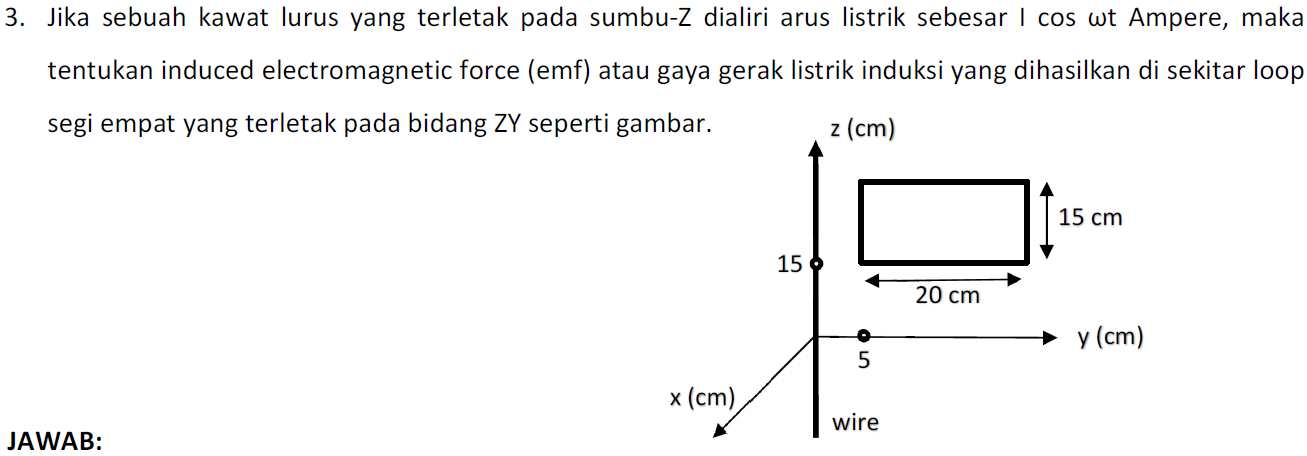 3. Jika sebuah kawat lurus yang terletak pada sumbu-Z dialiri arus listrik sebesar I cos ωt Ampere, maka
tentukan induced electromagnetic force (emf) atau gaya gerak listrik induksi yang dihasilkan di sekitar loop
segi empat yang terletak pada bidang ZY seperti gambar.
z (cm)
15 cm
15
20 cm
y (cm)
5
x (cm)
wire
JAWAB: